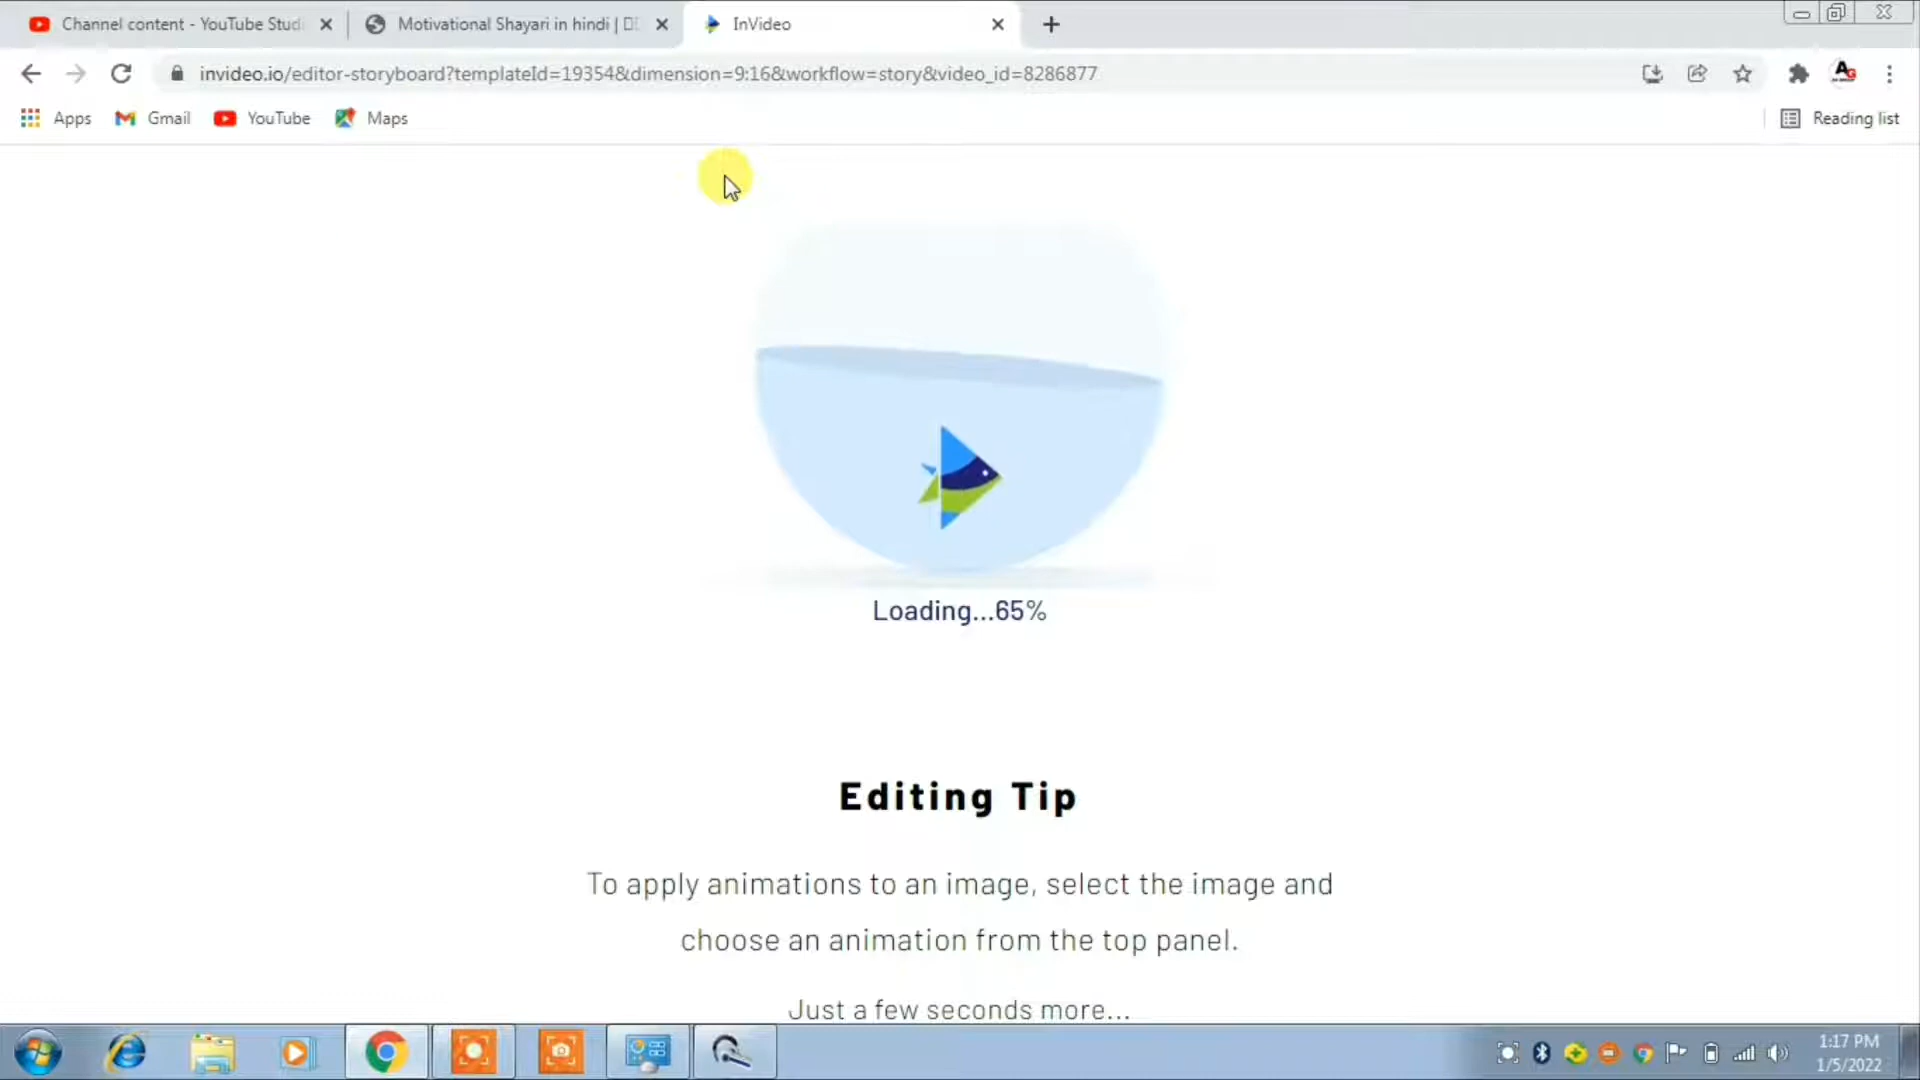 Channel content - YouTube Stud
Motivational Shayari in hindi |
InVideo
invideo.io/editor-storyboard?templateId=19354&dimension=9:16&workflow=story&video_id=8286877
Apps
Gmail
YouTube
Maps
Reading list
Loading...65%
Editing Tip
To apply animations to an image, select the image and
choose an animation from the top panel.
Just a few seconds more...
1:17 PM
1/5/2022